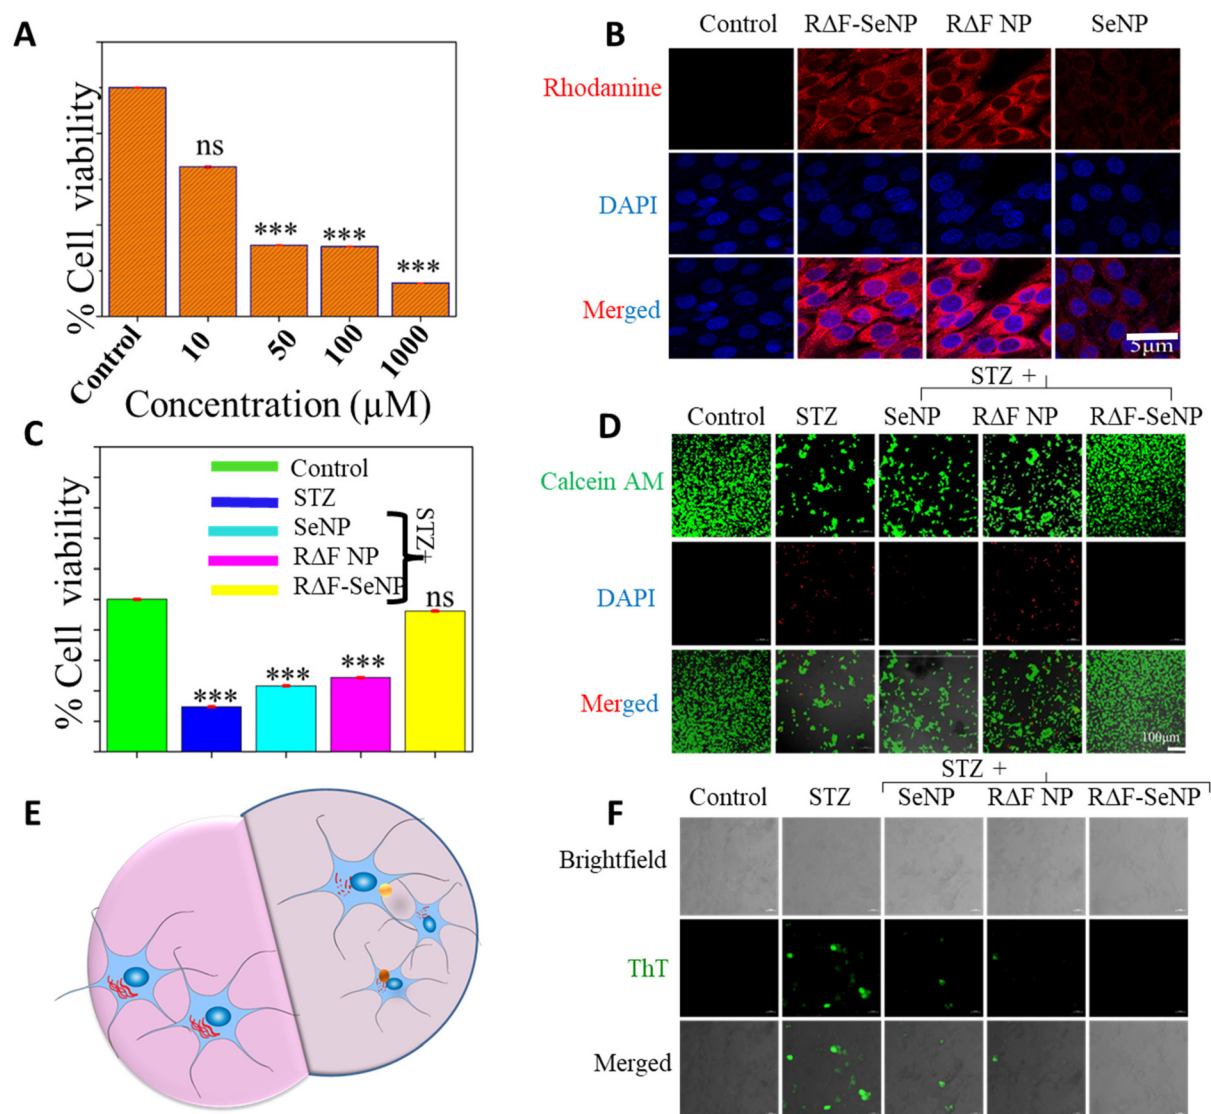 A
% Cell viability
ns
***
***
***
Control
10
50
100
1000
Concentration (µM)
B
Control RΔF-SeNP RΔF NP SeNP
Rhodamine
DAPI
Merged
5µm
C
% Cell viability
Control
STZ
SeNP
RΔF NP
RΔF-SeNP
STZ+
***
***
***
ns
D
STZ +
Control STZ SeNP RΔF NP RΔF-SeNP
Calcein AM
DAPI
Merged
100µm
E
F
STZ +
Control STZ SeNP RΔF NP RΔF-SeNP
Brightfield
ThT
Merged